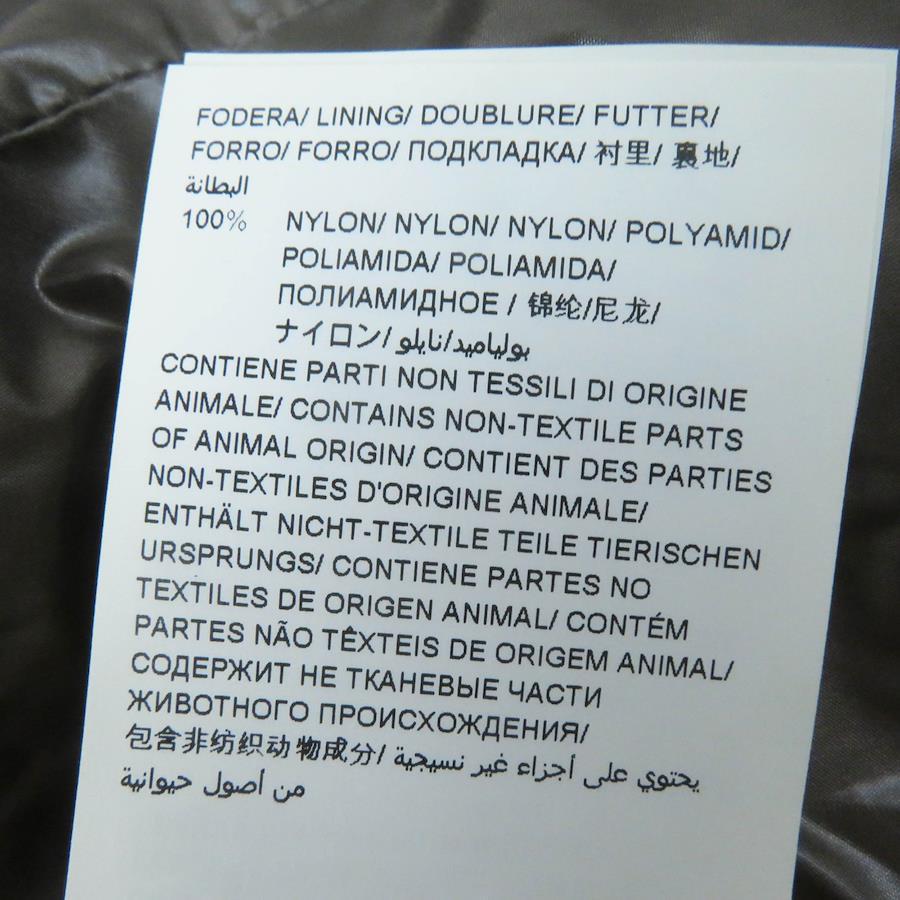 FODERA/ LINING/ DOUBLURE/ FUTTER/
FORRO/ FORRO/ ПОДКЛАДКА/ 衬里/ 裏地/
البطانة
100% NYLON/ NYLON/ NYLON/ POLYAMID/
POLIAMIDA/ POLIAMIDA/
ПОЛИАМИДНОЕ / 锦纶/尼龙/
ナイロン/ بولياميد/نايلو
CONTIENE PARTI NON TESSILI DI ORIGINE
ANIMALE/ CONTAINS NON-TEXTILE PARTS
OF ANIMAL ORIGIN/ CONTIENT DES PARTIES
NON-TEXTILES D'ORIGINE ANIMALE/
ENTHÄLT NICHT-TEXTILE TEILE TIERISCHEN
URSPRUNGS/ CONTIENE PARTES NO
TEXTILES DE ORIGEN ANIMAL/ CONTÉM
PARTES NÃO TÊXTEIS DE ORIGEM ANIMAL/
СОДЕРЖИТ НЕ ТКАНЕВЫЕ ЧАСТИ
ЖИВОТНОГО ПРОИСХОЖДЕНИЯ/
包含非纺织动物成分/ يحتوي على أجزاء غير نسيجية
من أصول حيوانية